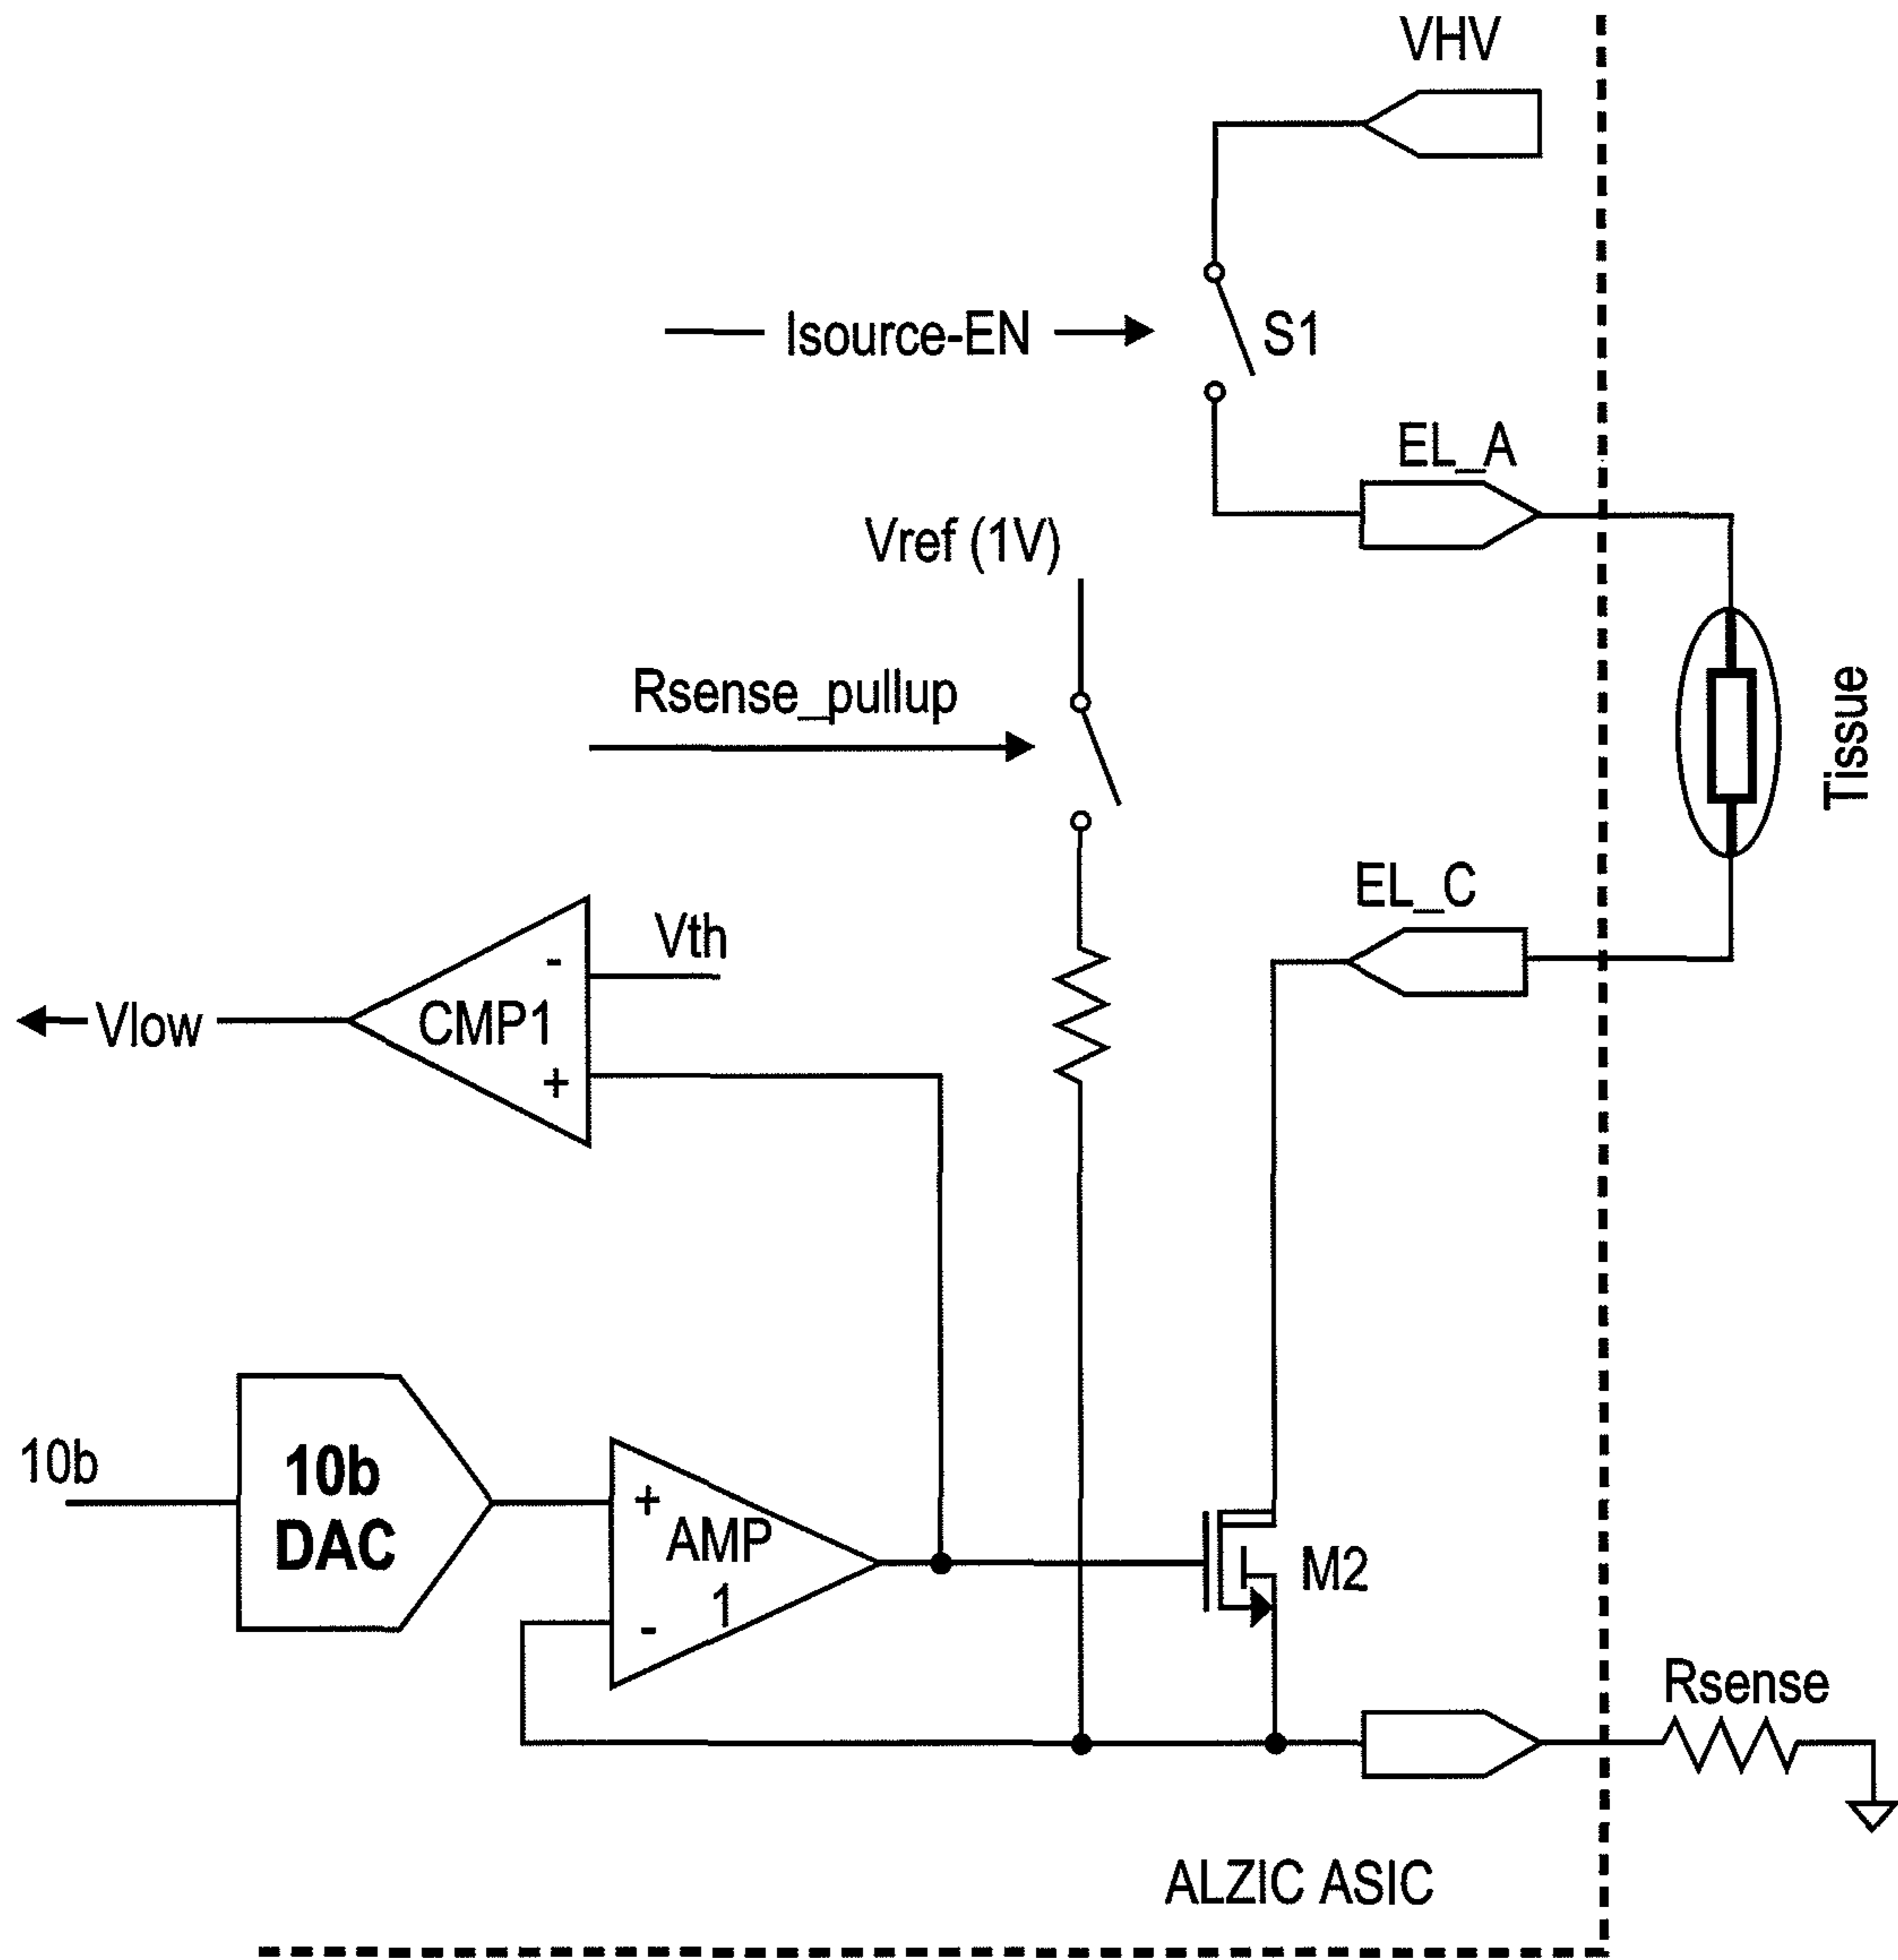 VHV
Isource-EN
S1
EL_A
Vref (1V)
Rsense_pullup
Tissue
EL_C
Vth
-
CMP1
Vlow
+
10b
10b
DAC
+
AMP
1
-
M2
Rsense
ALZIC ASIC